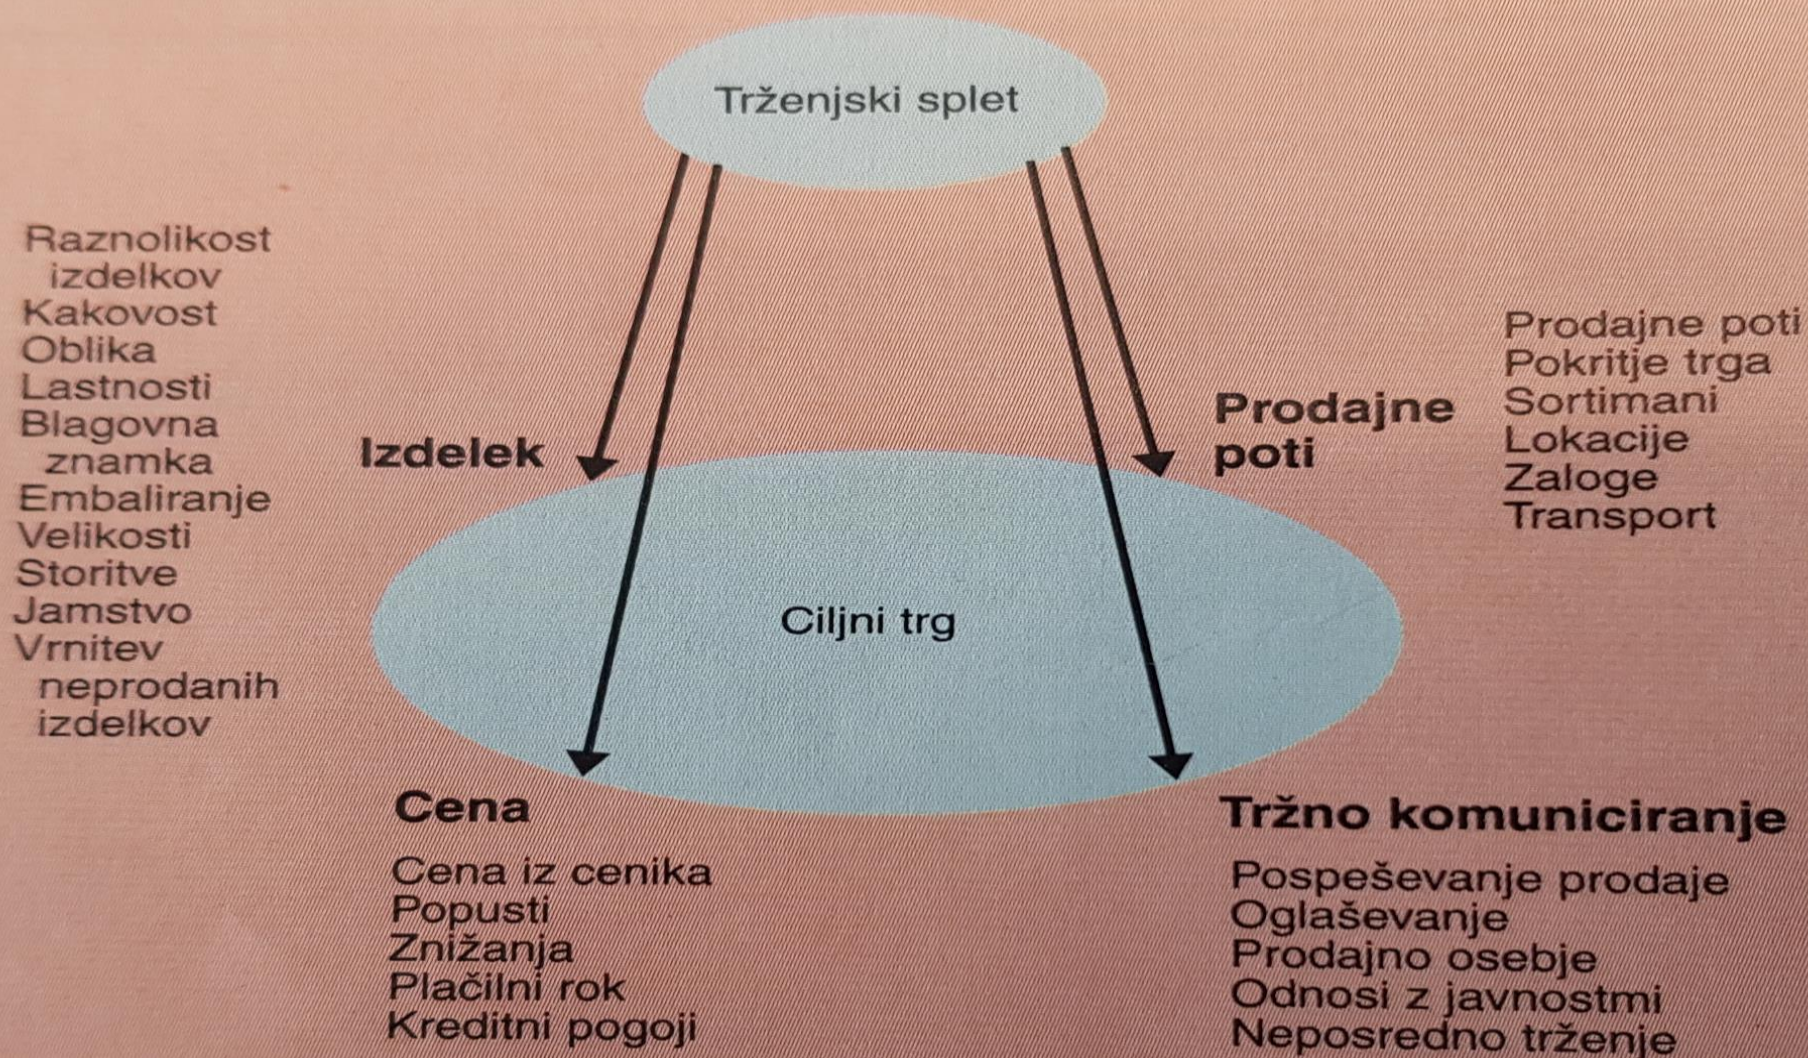 Trženjski splet
Raznolikost
izdelkov
Kakovost
Oblika
Lastnosti
Blagovna
znamka
Embaliranje
Velikosti
Storitve
Jamstvo
Vrnitev
neprodanih
izdelkov
Izdelek
Prodajne
poti
Prodajne poti
Pokritje trga
Sortimani
Lokacije
Zaloge
Transport
Ciljni trg
Cena
Cena iz cenika
Popusti
Znižanja
Plačilni rok
Kreditni pogoji
Tržno komuniciranje
Pospeševanje prodaje
Oglaševanje
Prodajno osebje
Odnosi z javnostmi
Neposredno trženje